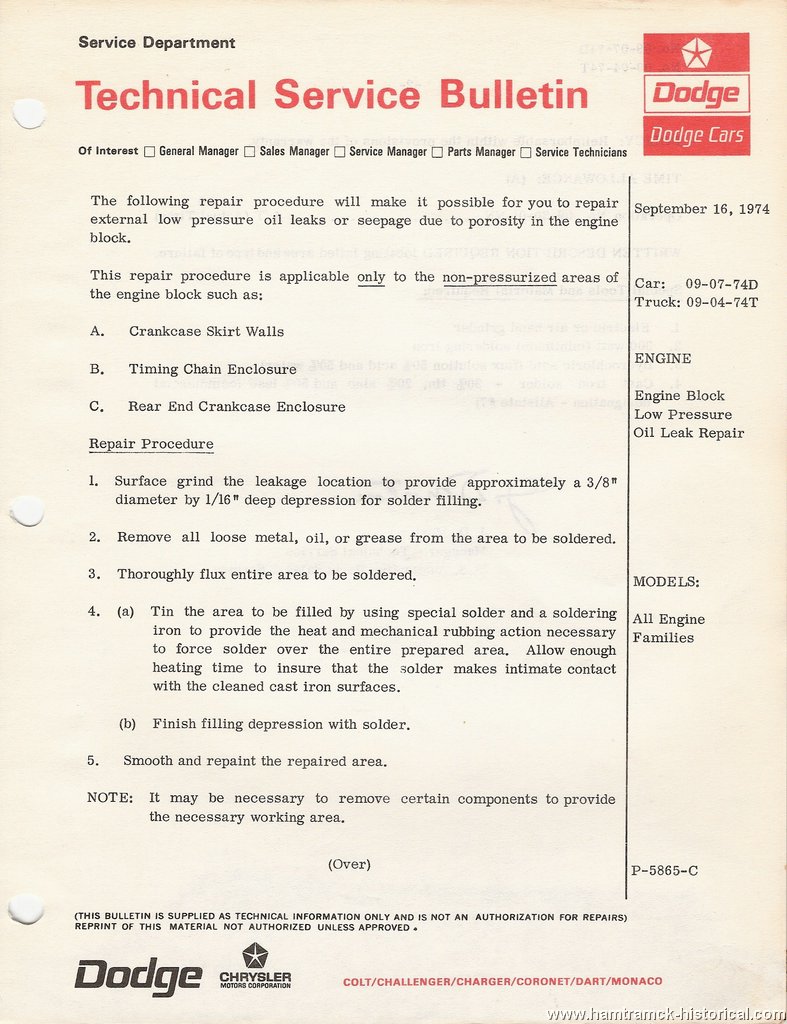 Service Department
Technical Service Bulletin
Dodge
Dodge Cars
Of Interest □ General Manager □ Sales Manager □ Service Manager □ Parts Manager □ Service Technicians
The following repair procedure will make it possible for you to repair
external low pressure oil leaks or seepage due to porosity in the engine
block.
This repair procedure is applicable only to the non-pressurized areas of
the engine block such as:
A. Crankcase Skirt Walls
B. Timing Chain Enclosure
C. Rear End Crankcase Enclosure
Repair Procedure
1. Surface grind the leakage location to provide approximately a 3/8"
diameter by 1/16" deep depression for solder filling.
2. Remove all loose metal, oil, or grease from the area to be soldered.
3. Thoroughly flux entire area to be soldered.
4. (a) Tin the area to be filled by using special solder and a soldering
iron to provide the heat and mechanical rubbing action necessary
to force solder over the entire prepared area. Allow enough
heating time to insure that the solder makes intimate contact
with the cleaned cast iron surfaces.
(b) Finish filling depression with solder.
5. Smooth and repaint the repaired area.
NOTE: It may be necessary to remove certain components to provide
the necessary working area.
(Over)
September 16, 1974
Car: 09-07-74D
Truck: 09-04-74T
ENGINE
Engine Block
Low Pressure
Oil Leak Repair
MODELS:
All Engine
Families
P-5865-C
(THIS BULLETIN IS SUPPLIED AS TECHNICAL INFORMATION ONLY AND IS NOT AN AUTHORIZATION FOR REPAIRS)
REPRINT OF THIS MATERIAL NOT AUTHORIZED UNLESS APPROVED.
Dodge
CHRYSLER
MOTORS CORPORATION
COLT/CHALLENGER/CHARGER/CORONET/DART/MONACO
www.hamtramck-historical.com